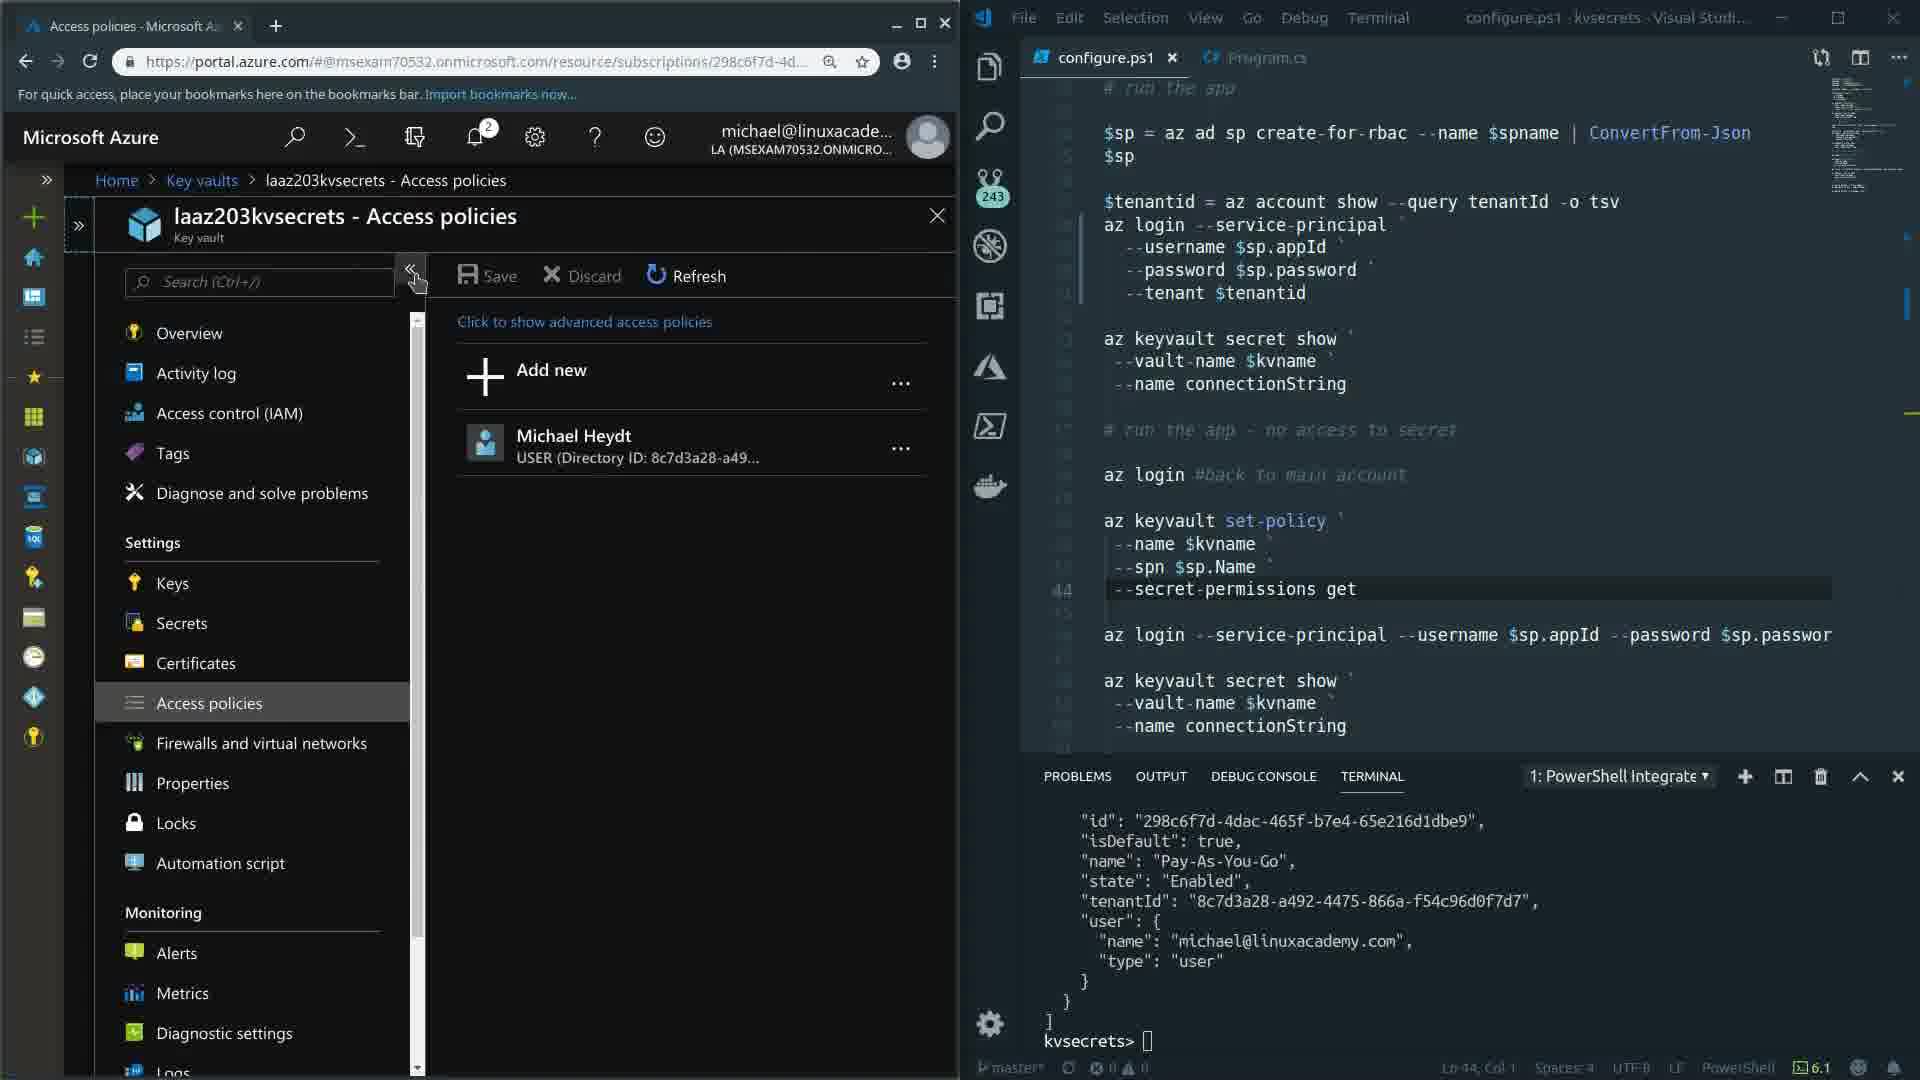 Access policies - Microsoft Az
https://portal.azure.com/#@msexam70532.onmicrosoft.com/resource/subscriptions/298c6f7d-4d...
For quick access, place your bookmarks here on the bookmarks bar. Import bookmarks now...
Microsoft Azure
2
michael@linuxacade...
LA (MSEXAM70532.ONMICRO...
Home > Key vaults > laaz203kvsecrets - Access policies
laaz203kvsecrets - Access policies
Key vault
Search (Ctrl+/)
Overview
Activity log
Access control (IAM)
Tags
Diagnose and solve problems
Settings
Keys
Secrets
Certificates
Access policies
Firewalls and virtual networks
Properties
Locks
Automation script
Monitoring
Alerts
Metrics
Diagnostic settings
Logs
Save Discard Refresh
Click to show advanced access policies
Add new
...
Michael Heydt
USER (Directory ID: 8c7d3a28-a49...
...
File Edit Selection View Go Debug Terminal configure.ps1 - kvsecrets - Visual Studi...
configure.ps1 Program.cs
243
# run the app
$sp = az ad sp create-for-rbac --name $spname | ConvertFrom-Json
$sp
$tenantid = az account show --query tenantId -o tsv
az login --service-principal `
--username $sp.appId `
--password $sp.password `
--tenant $tenantid
az keyvault secret show `
--vault-name $kvname `
--name connectionString
# run the app - no access to secret
az login #back to main account
az keyvault set-policy `
--name $kvname `
--spn $sp.Name `
44 --secret-permissions get
az login --service-principal --username $sp.appId --password $sp.passwor
az keyvault secret show `
--vault-name $kvname `
--name connectionString
PROBLEMS OUTPUT DEBUG CONSOLE TERMINAL 1: PowerShell Integrate
"id": "298c6f7d-4dac-465f-b7e4-65e216d1dbe9",
"isDefault": true,
"name": "Pay-As-You-Go",
"state": "Enabled",
"tenantId": "8c7d3a28-a492-4475-866a-f54c96d0f7d7",
"user": {
"name": "michael@linuxacademy.com",
"type": "user"
}
}
]
kvsecrets>
master* 0 0 Ln 44, Col 1 Spaces: 4 UTF-8 LF PowerShell 6.1